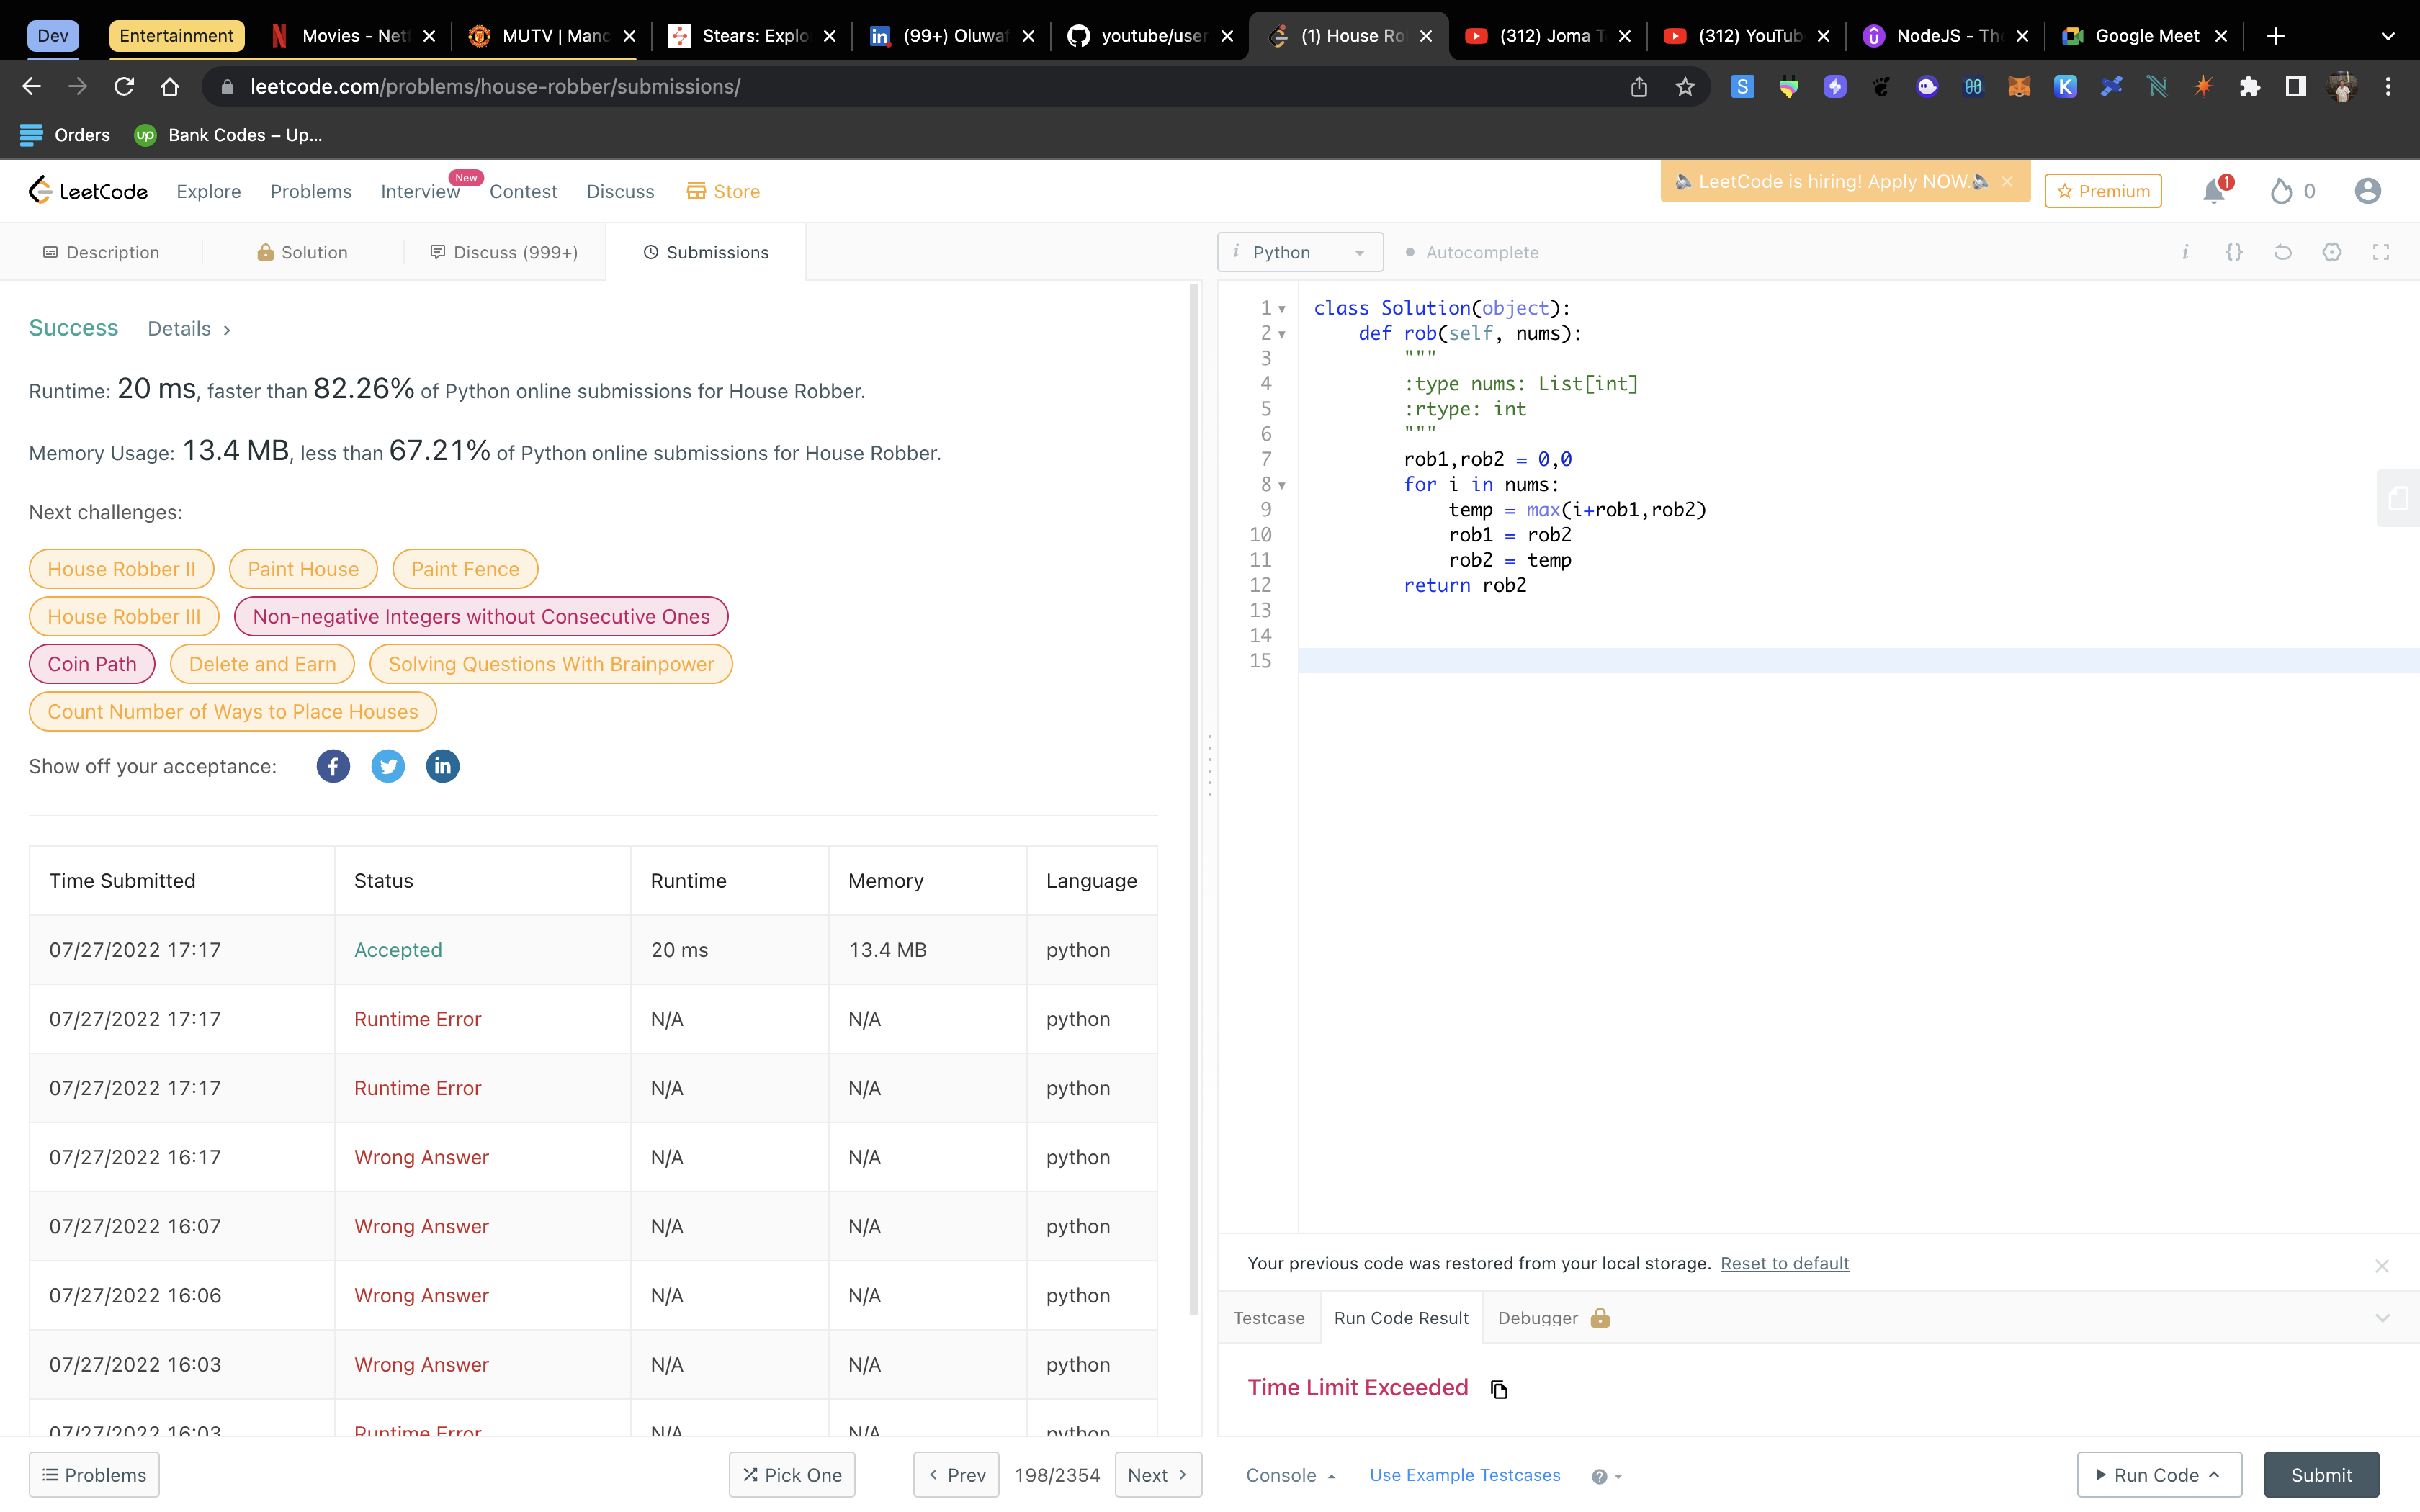 Dev
Entertainment
Movies - Net
MUTV | Man
Stears: Explo
(99+) Oluwa
youtube/user
(1) House Ro
(312) Joma T
(312) YouTub
NodeJS - Th
Google Meet
leetcode.com/problems/house-robber/submissions/
Orders
Bank Codes – Up...
LeetCode
Explore
Problems
Interview
New
Contest
Discuss
Store
LeetCode is hiring! Apply NOW.
Premium
1
0
Description
Solution
Discuss (999+)
Submissions
Success
Details
Runtime: 20 ms, faster than 82.26% of Python online submissions for House Robber.
Memory Usage: 13.4 MB, less than 67.21% of Python online submissions for House Robber.
Next challenges:
House Robber II
Paint House
Paint Fence
House Robber III
Non-negative Integers without Consecutive Ones
Coin Path
Delete and Earn
Solving Questions With Brainpower
Count Number of Ways to Place Houses
Show off your acceptance:
Time Submitted Status Runtime Memory Language
07/27/2022 17:17 Accepted 20 ms 13.4 MB python
07/27/2022 17:17 Runtime Error N/A N/A python
07/27/2022 17:17 Runtime Error N/A N/A python
07/27/2022 16:17 Wrong Answer N/A N/A python
07/27/2022 16:07 Wrong Answer N/A N/A python
07/27/2022 16:06 Wrong Answer N/A N/A python
07/27/2022 16:03 Wrong Answer N/A N/A python
07/27/2022 16:03 Runtime Error N/A N/A python
Problems
Pick One
Prev
198/2354
Next
i Python
Autocomplete
i {}
1 class Solution(object):
2 def rob(self, nums):
3 """
4 :type nums: List[int]
5 :rtype: int
6 """
7 rob1,rob2 = 0,0
8 for i in nums:
9 temp = max(i+rob1,rob2)
10 rob1 = rob2
11 rob2 = temp
12 return rob2
13
14
15
Your previous code was restored from your local storage. Reset to default
Testcase
Run Code Result
Debugger
Time Limit Exceeded
Console
Use Example Testcases
Run Code
Submit